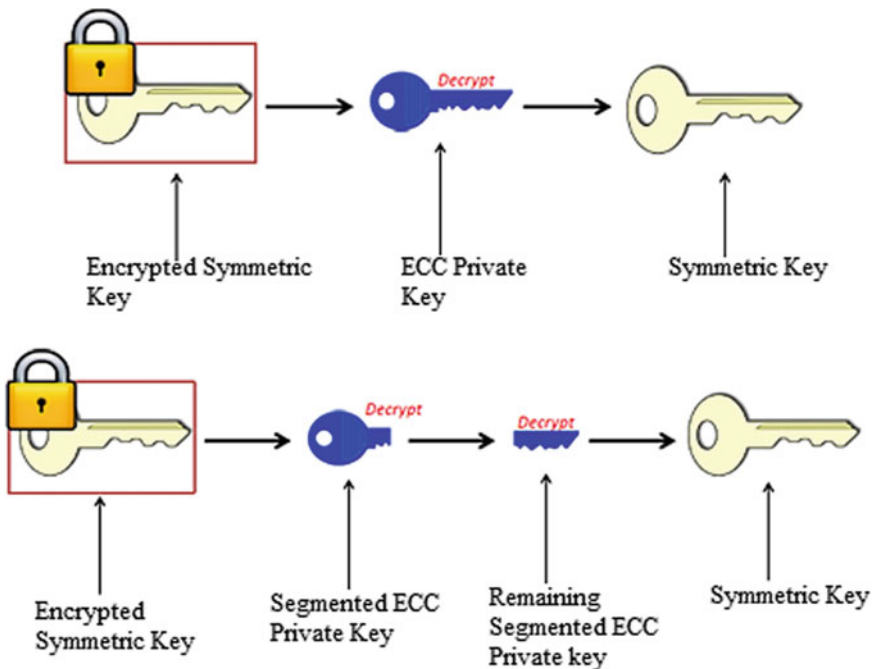 Decrypt
Encrypted Symmetric
Key
ECC Private
Key
Symmetric Key
Decrypt
Decrypt
Encrypted
Symmetric Key
Segmented ECC
Private Key
Remaining
Segmented ECC
Private key
Symmetric Key